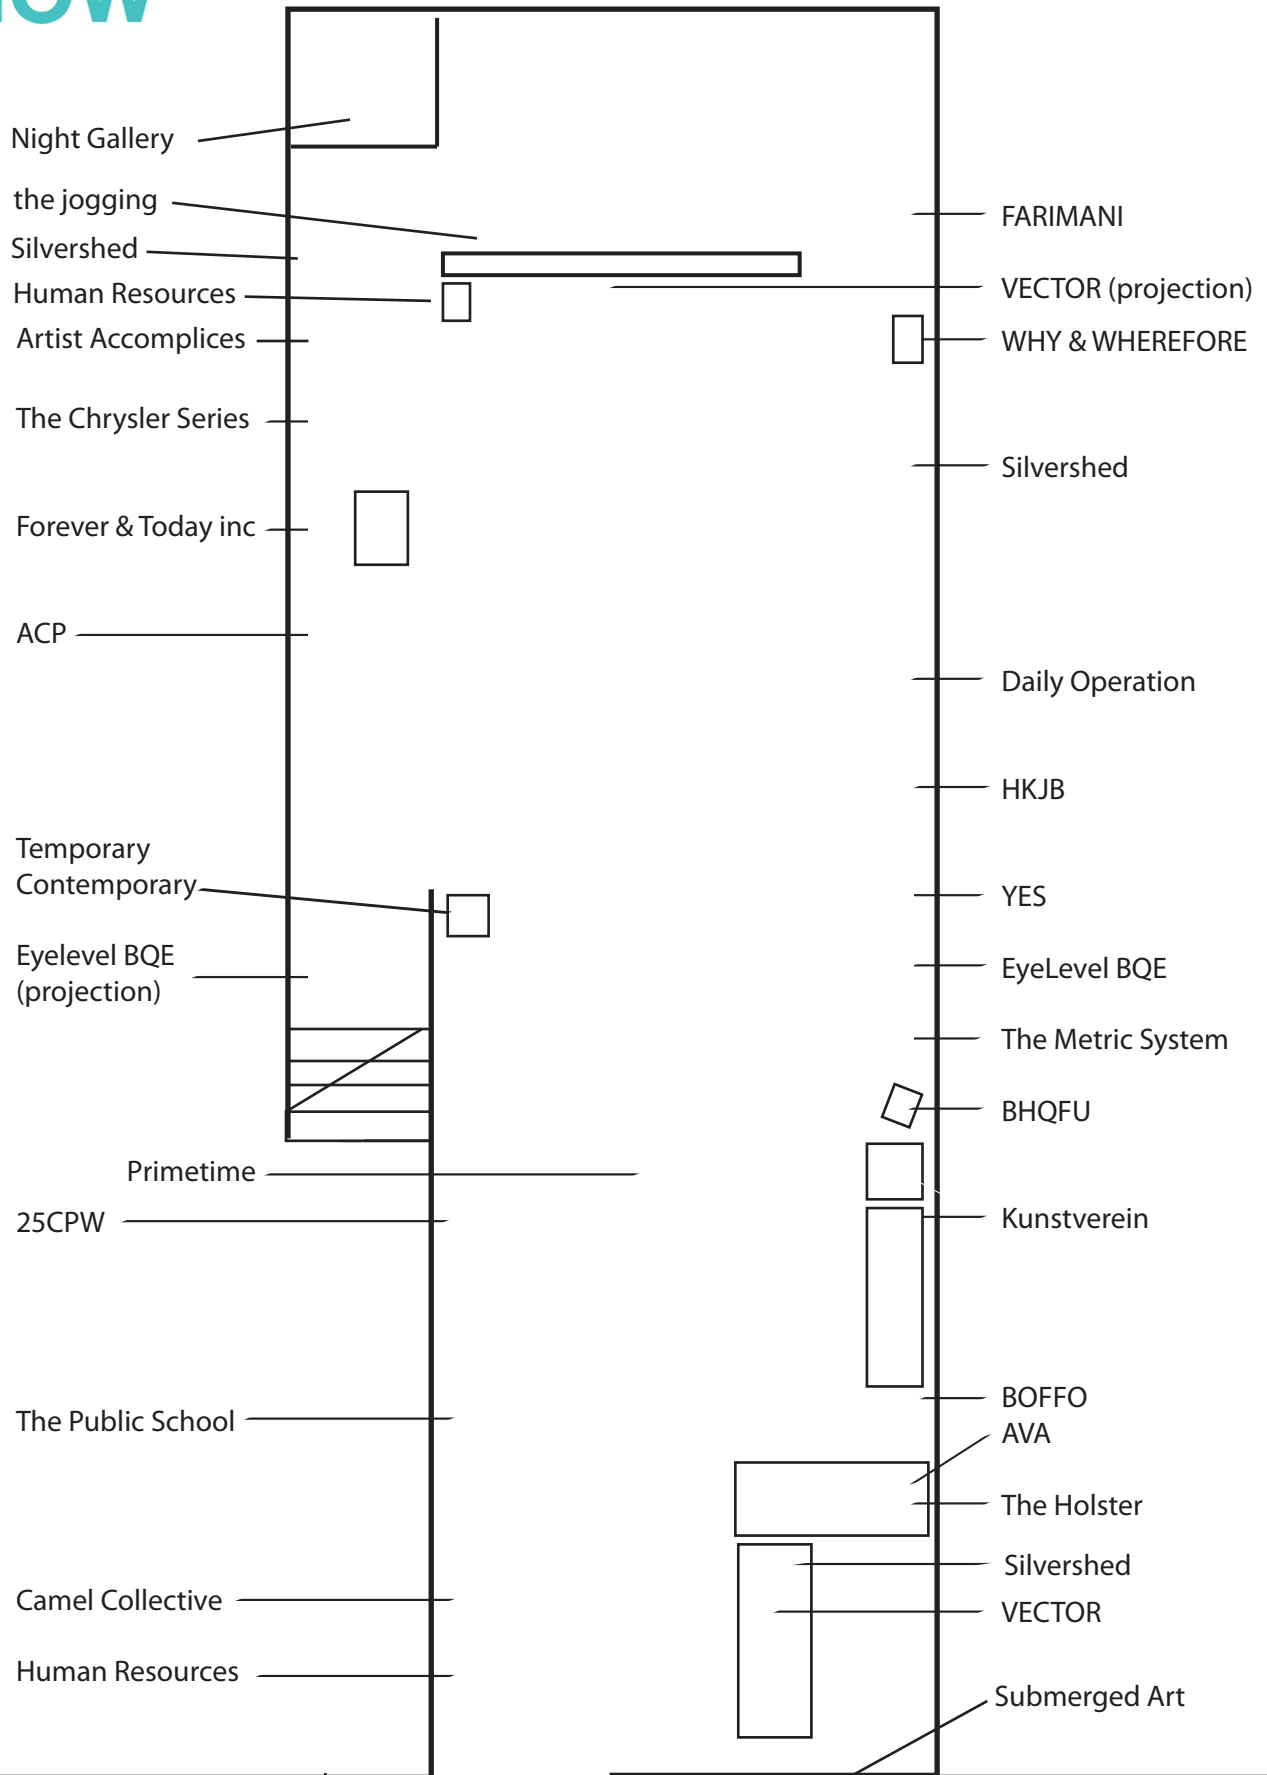 Night Gallery
the jogging
Silvershed
Human Resources
Artist Accomplices
The Chrysler Series
Forever & Today inc
ACP
Temporary
Contemporary
Eyelevel BQE
(projection)
Primetime
25CPW
The Public School
Camel Collective
Human Resources
FARIMANI
VECTOR (projection)
WHY & WHEREFORE
Silvershed
Daily Operation
HKJB
YES
EyeLevel BQE
The Metric System
BHQFU
Kunstverein
BOFFO
AVA
The Holster
Silvershed
VECTOR
Submerged Art